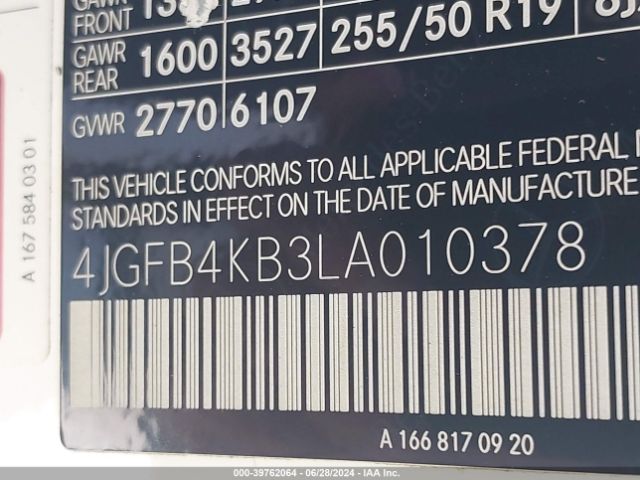 GAWR
FRONT
GAWR
REAR 1600 3527 255/50 R19
GVWR 2770 6107
THIS VEHICLE CONFORMS TO ALL APPLICABLE FEDERAL
STANDARDS IN EFFECT ON THE DATE OF MANUFACTURE
4JGFB4KB3LA010378
A 166 817 09 20
A 167 584 03 01
000-39762064 - 06/28/2024 - IAA Inc.